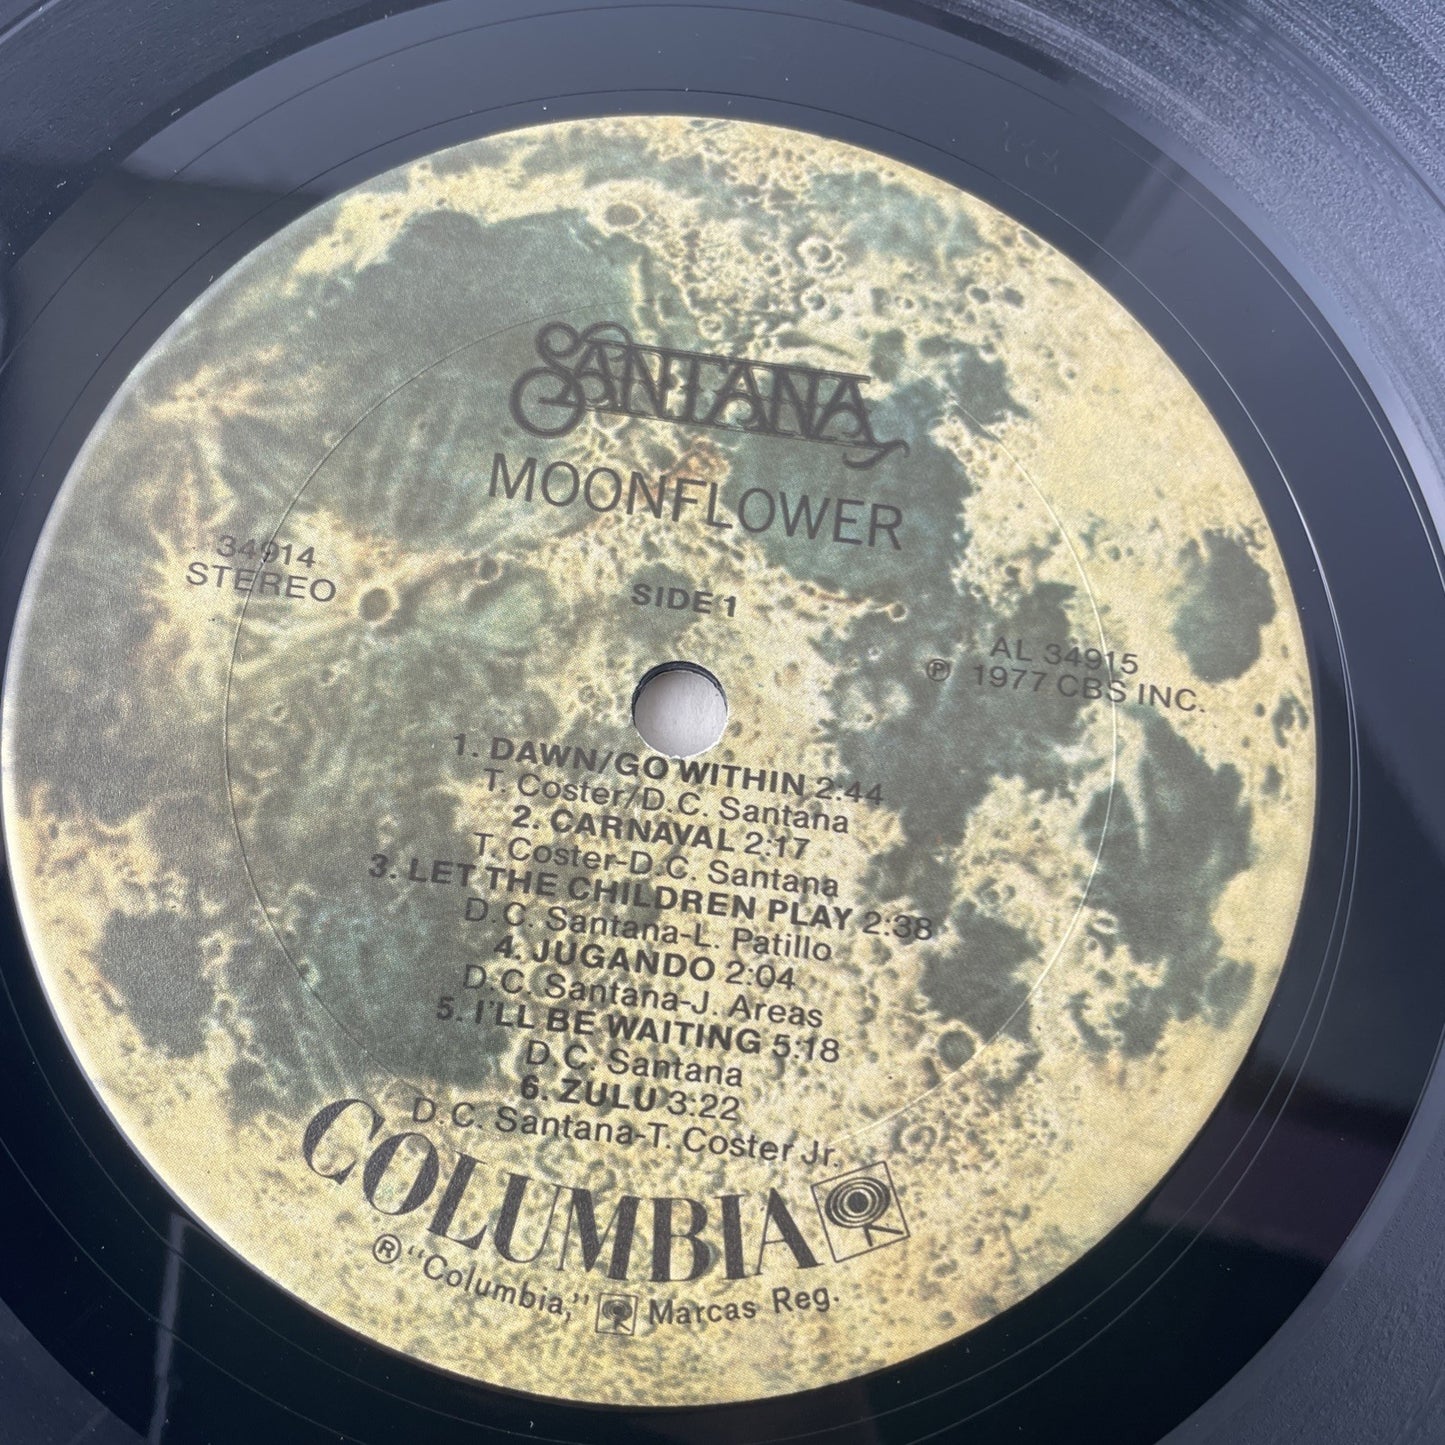 SANTANA
MOONFLOWER
34914
STEREO
SIDE 1
AL 34915
℗ 1977 CBS INC.
1. DAWN/GO WITHIN 2:44
T. Coster/D.C. Santana
2. CARNAVAL 2:17
T. Coster-D.C. Santana
3. LET THE CHILDREN PLAY 2:38
D.C. Santana-L. Patillo
4. JUGANDO 2:04
D.C. Santana-J. Areas
5. I'LL BE WAITING 5:18
D.C. Santana
6. ZULU 3:22
D.C. Santana-T. Coster Jr.
COLUMBIA
® "Columbia," Marcas Reg.